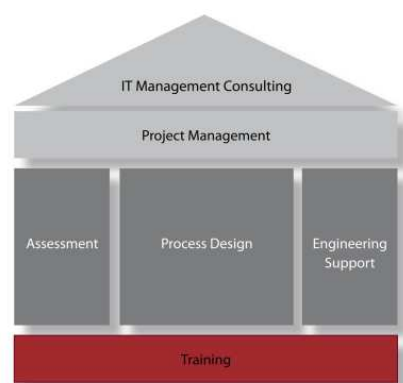 IT Management Consulting
Project Management
Assessment
Process Design
Engineering
Support
Training